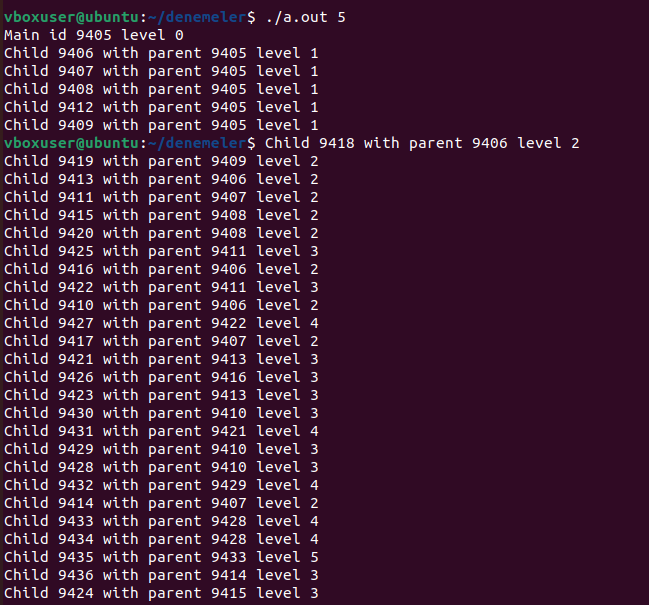 vboxuser@ubuntu:~/denemeler$ ./a.out 5
Main id 9405 level 0
Child 9406 with parent 9405 level 1
Child 9407 with parent 9405 level 1
Child 9408 with parent 9405 level 1
Child 9412 with parent 9405 level 1
Child 9409 with parent 9405 level 1
vboxuser@ubuntu:~/denemeler$ Child 9418 with parent 9406 level 2
Child 9419 with parent 9409 level 2
Child 9413 with parent 9406 level 2
Child 9411 with parent 9407 level 2
Child 9415 with parent 9408 level 2
Child 9420 with parent 9408 level 2
Child 9425 with parent 9411 level 3
Child 9416 with parent 9406 level 2
Child 9422 with parent 9411 level 3
Child 9410 with parent 9406 level 2
Child 9427 with parent 9422 level 4
Child 9417 with parent 9407 level 2
Child 9421 with parent 9413 level 3
Child 9426 with parent 9416 level 3
Child 9423 with parent 9413 level 3
Child 9430 with parent 9410 level 3
Child 9431 with parent 9421 level 4
Child 9429 with parent 9410 level 3
Child 9428 with parent 9410 level 3
Child 9432 with parent 9429 level 4
Child 9414 with parent 9407 level 2
Child 9433 with parent 9428 level 4
Child 9434 with parent 9428 level 4
Child 9435 with parent 9433 level 5
Child 9436 with parent 9414 level 3
Child 9424 with parent 9415 level 3